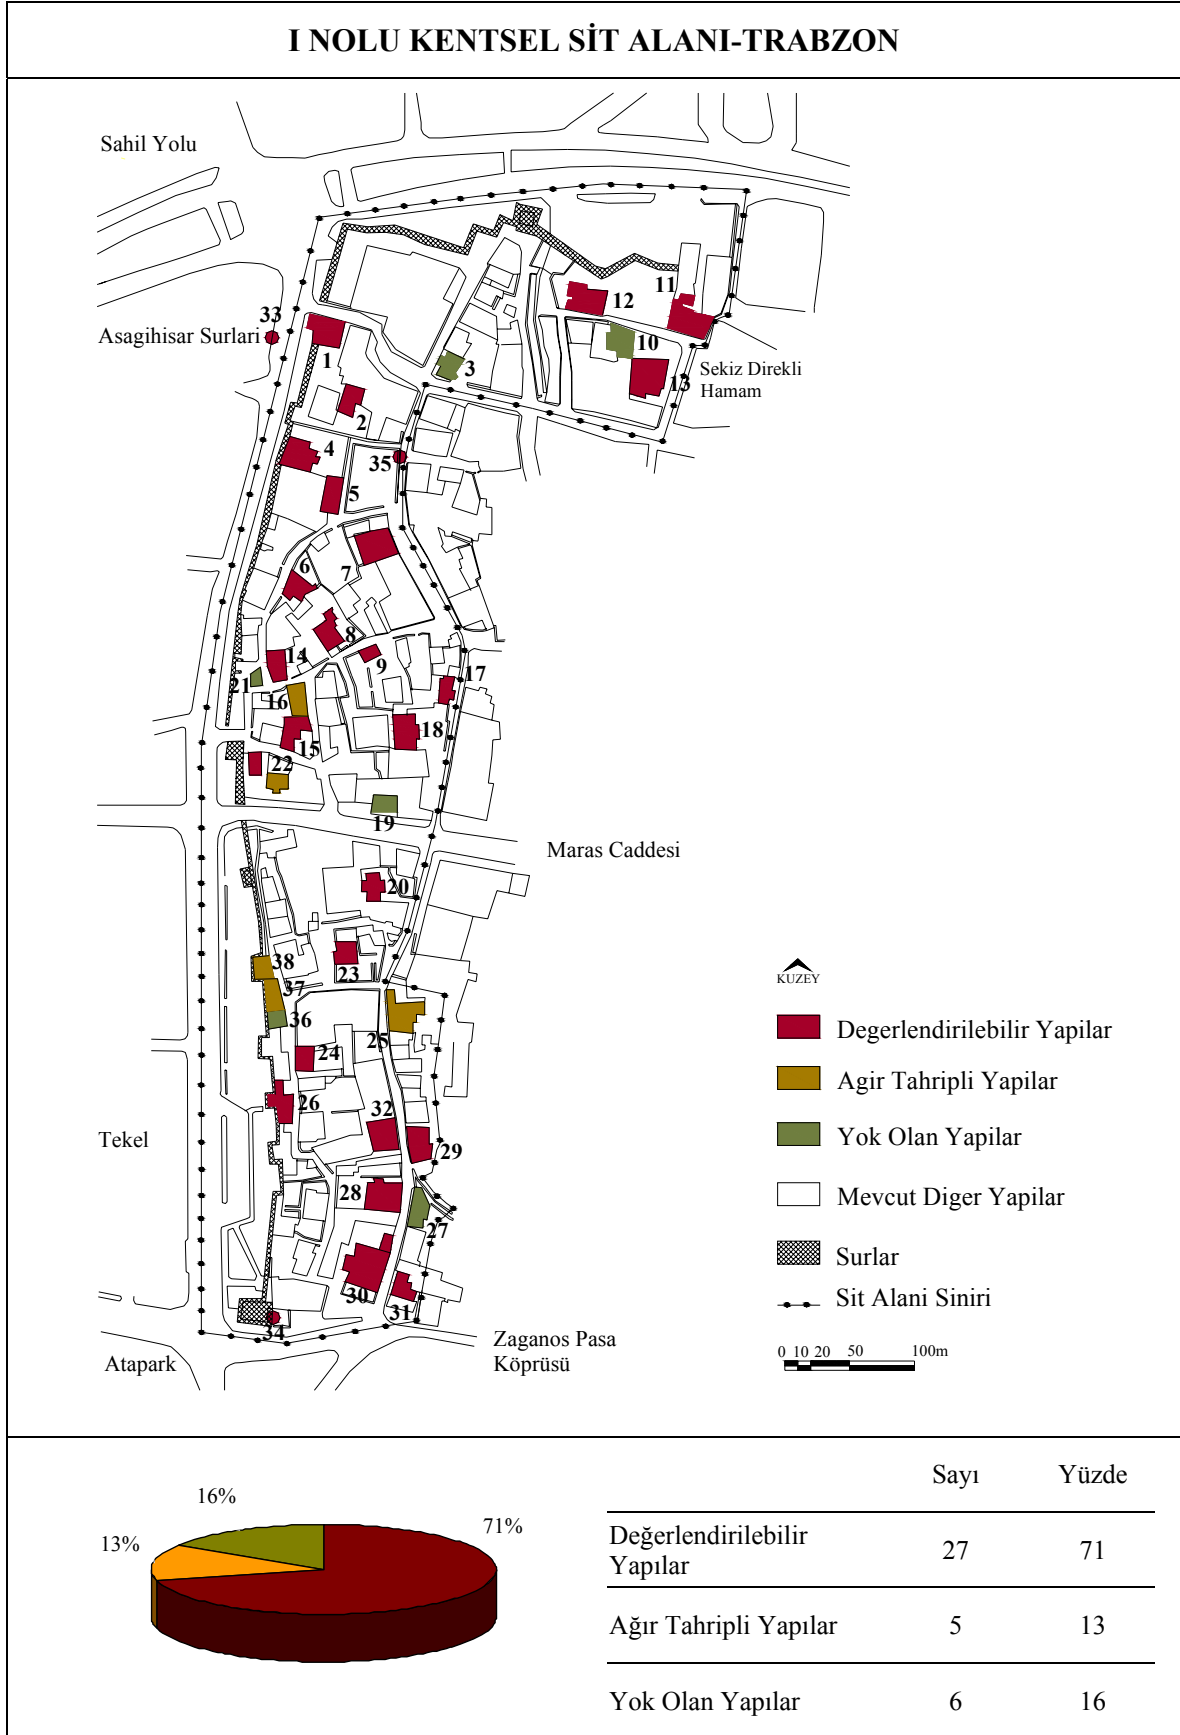 I NOLU KENTSEL SİT ALANI-TRABZON
Sahil Yolu
33
Asagihisar Surlari
1
2
3
12
11
10
13
Sekiz Direkli
Hamam
4
35
5
6
7
8
9
14
21
16
15
17
18
22
19
Maras Caddesi
20
38
23
37
36
25
24
26
32
Tekel
29
28
27
30
31
34
Atapark
Zaganos Pasa
Köprüsü
KUZEY
Degerlendirilebilir Yapilar
Agir Tahripli Yapilar
Yok Olan Yapilar
Mevcut Diger Yapilar
Surlar
Sit Alani Siniri
0 10 20 50 100m
16%
71%
13%
Sayı Yüzde
Değerlendirilebilir
Yapılar 27 71
Ağır Tahripli Yapılar 5 13
Yok Olan Yapılar 6 16